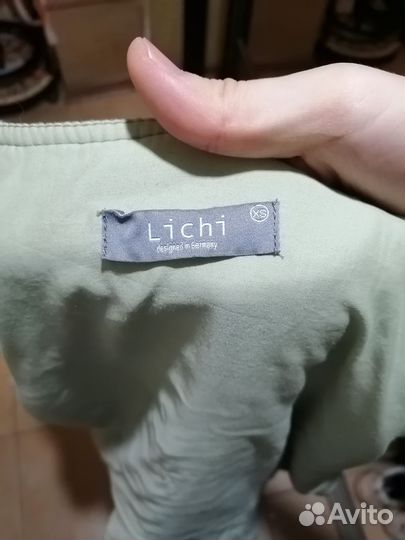 Lichi
XS
designed in Germany
Avito